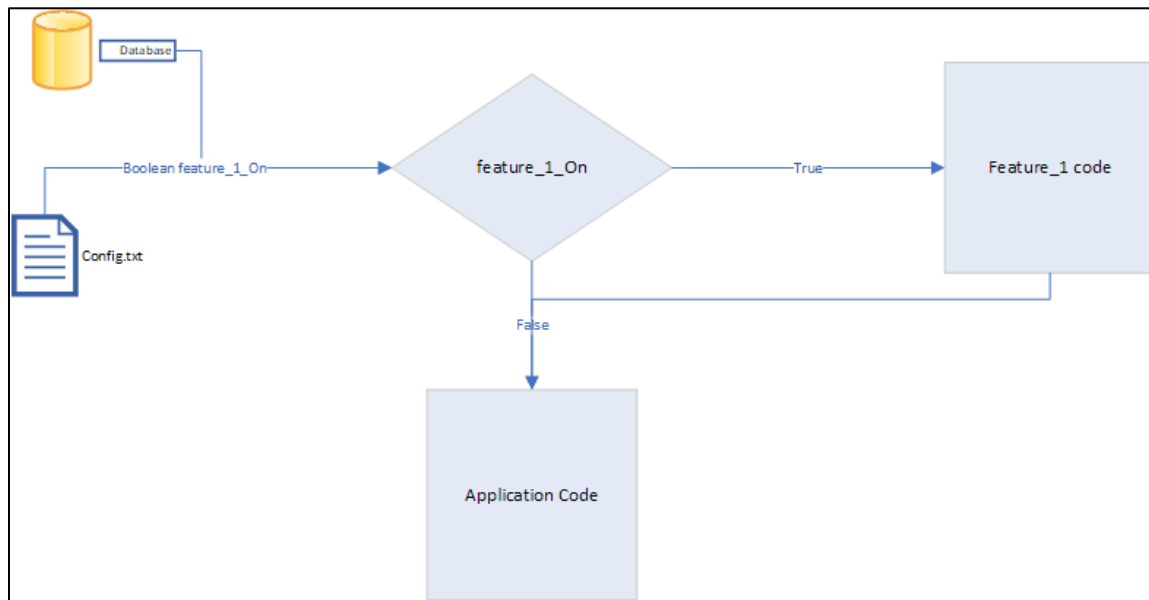 Database
Boolean feature_1_On
feature_1_On
True
Feature_1 code
Config.txt
False
Application Code